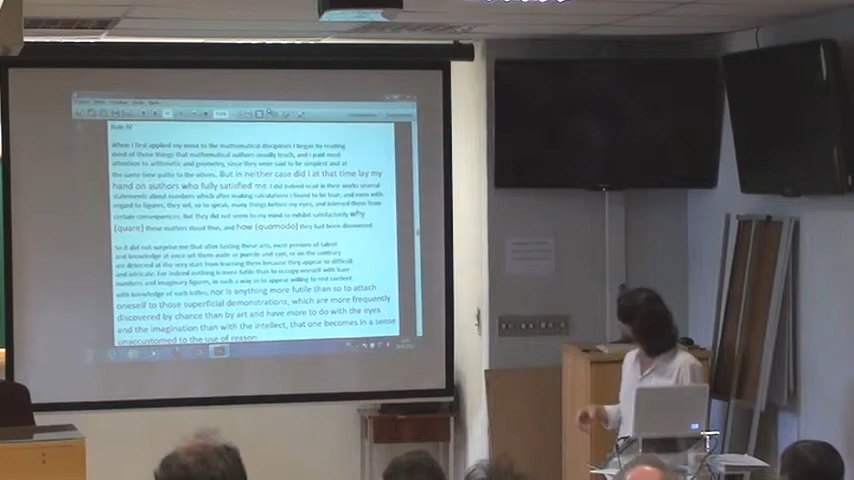 Rule IV
When I first applied my mind to the mathematical disciplines I began by reading
most of those things that mathematical authors usually teach, and I paid most
attention to arithmetic and geometry, since they were said to be simplest and at
the same time paths to the others. But in neither case did I at that time lay my
hand on authors who fully satisfied me. I did indeed read in their works several
statements about numbers which after making calculations I found to be true, and even with
regard to figures, they set, so to speak, many things before my eyes, and inferred them from
certain consequences. But they did not seem to my mind to exhibit satisfactorily why
(quare) these matters stood thus, and how (quomodo) they had been discovered.
So it did not surprise me that after tasting these arts, most persons of talent
and knowledge at once set them aside as puerile and vain, or on the contrary
are deterred at the very start from learning them because they appear so difficult
and intricate. For indeed nothing is more futile than to occupy oneself with bare
numbers and imaginary figures, in such a way as to appear willing to rest content
with knowledge of such trifles, nor is anything more futile than so to attach
oneself to those superficial demonstrations, which are more frequently
discovered by chance than by art and have more to do with the eyes
and the imagination than with the intellect, that one becomes in a sense
unaccustomed to the use of reason